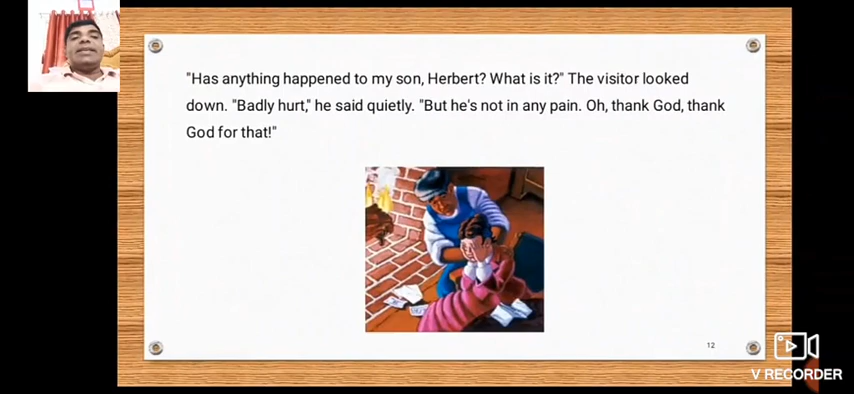 "Has anything happened to my son, Herbert? What is it?" The visitor looked
down. "Badly hurt," he said quietly. "But he's not in any pain. Oh, thank God, thank
God for that!"
12
V RECORDER